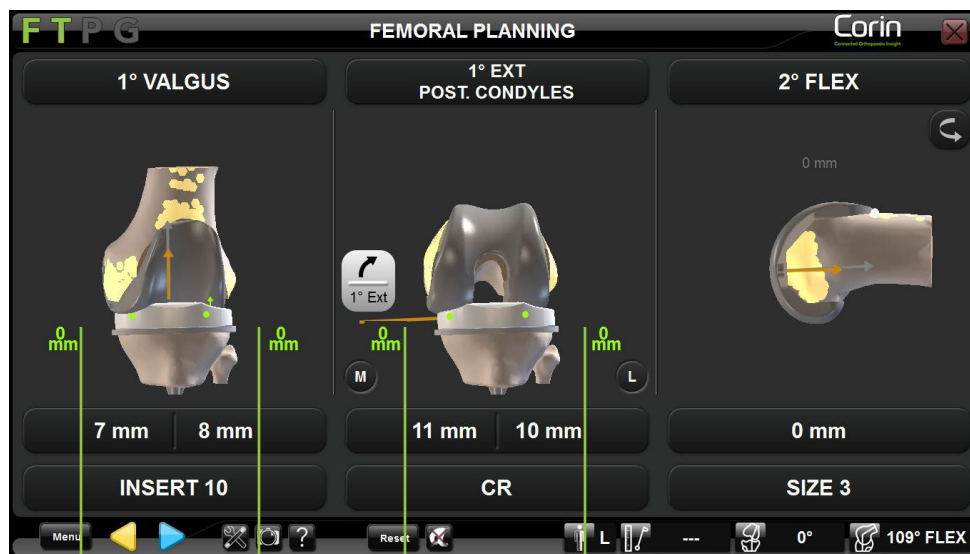 FTPG
FEMORAL PLANNING
Corin
Connected Orthopaedic Insight
1° VALGUS
1° EXT
POST. CONDYLES
2° FLEX
0 mm
1° Ext
0
mm
0
mm
0
mm
0
mm
M
L
7 mm
8 mm
11 mm
10 mm
0 mm
INSERT 10
CR
SIZE 3
Menu
?
Reset
L
---
0°
109° FLEX